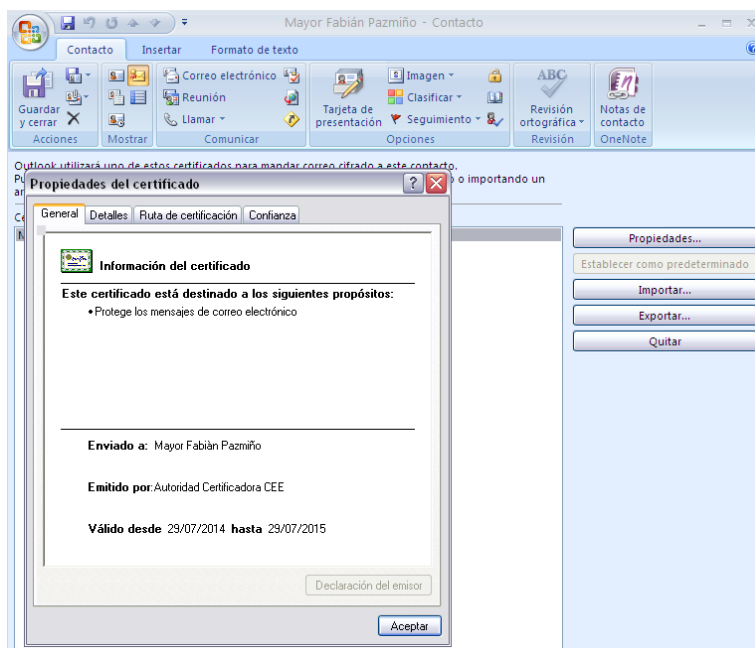 Mayor Fabián Pazmiño - Contacto
Contacto Insertar Formato de texto
Guardar y cerrar
Correo electrónico
Reunión
Llamar
Tarjeta de presentación
Imagen
Clasificar
Seguimiento
ABC
Revisión ortográfica
Notas de contacto
Acciones Mostrar Comunicar Opciones Revisión OneNote
Outlook utilizará uno de estos certificados para mandar correo cifrado a este contacto.
o importando un
Propiedades del certificado
General Detalles Ruta de certificación Confianza
Información del certificado
Este certificado está destinado a los siguientes propósitos:
•Protege los mensajes de correo electrónico
Enviado a: Mayor Fabiàn Pazmiño
Emitido por: Autoridad Certificadora CEE
Válido desde 29/07/2014 hasta 29/07/2015
Declaración del emisor
Aceptar
Propiedades...
Establecer como predeterminado
Importar...
Exportar...
Quitar